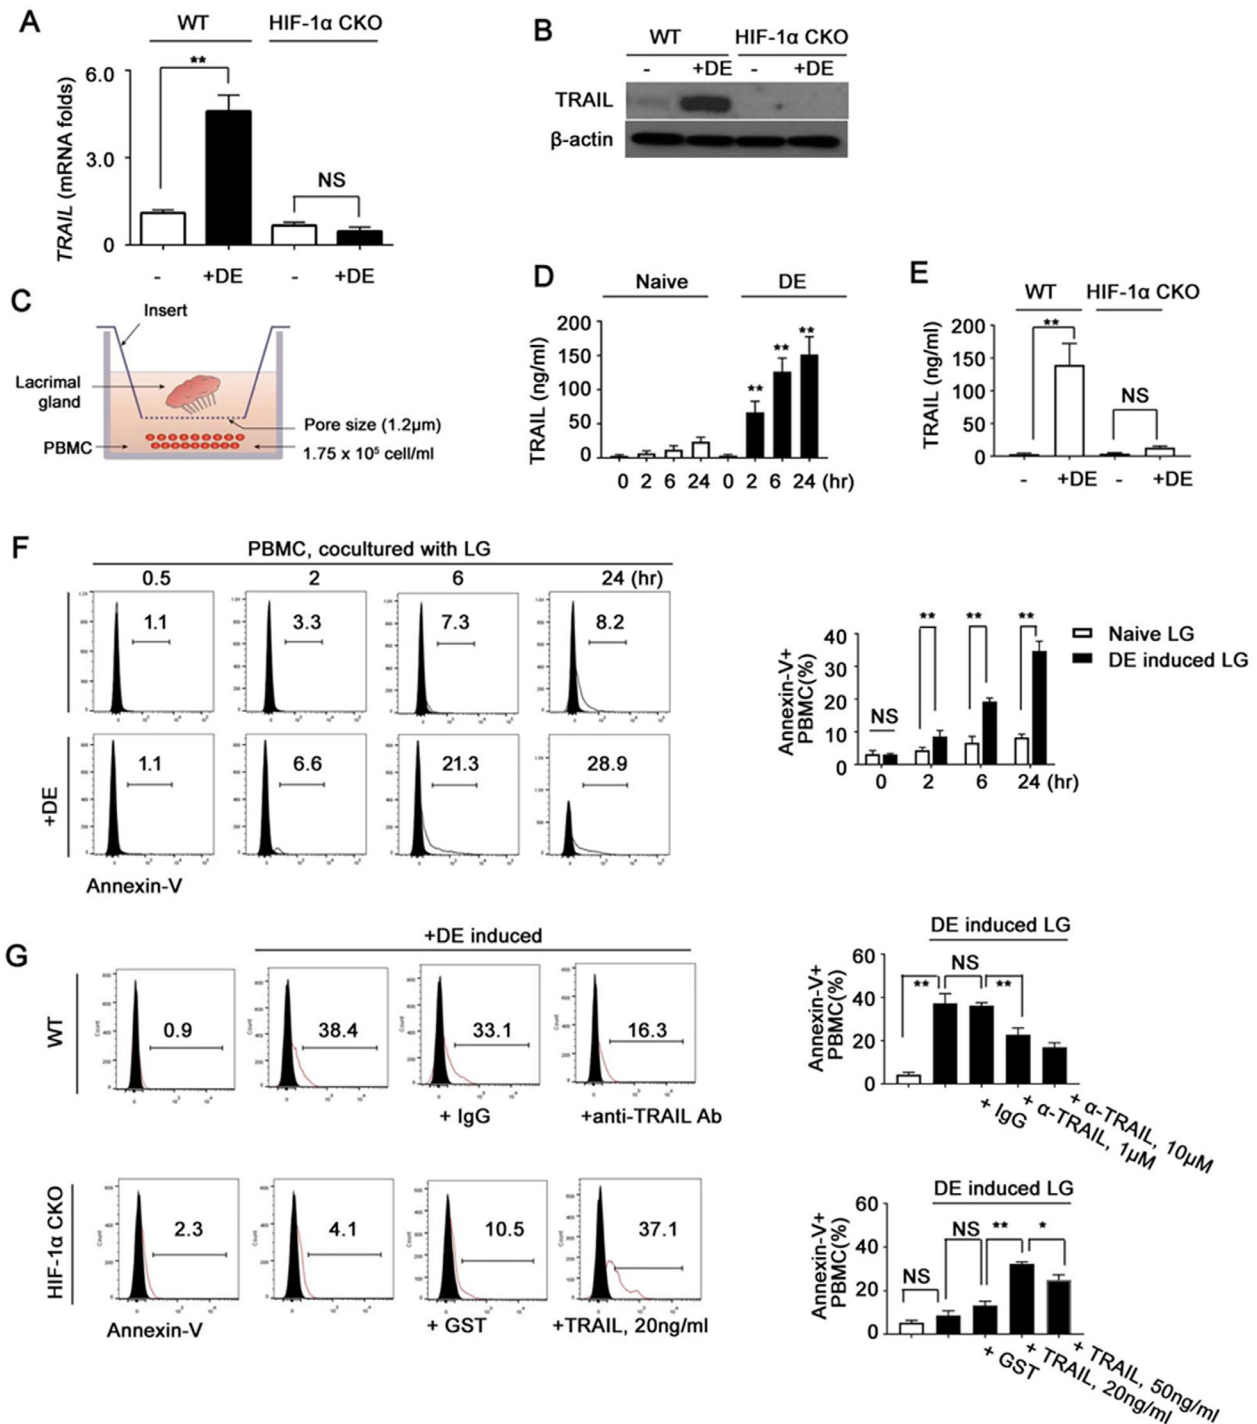 A
WT HIF-1α CKO
**
6.0
3.0
0
NS
TRAIL (mRNA folds)
- +DE - +DE
B
WT HIF-1α CKO
- +DE - +DE
TRAIL
β-actin
C
Insert
Lacrimal
gland
Pore size (1.2μm)
PBMC
1.75 x 10⁵ cell/ml
D
Naive DE
TRAIL (ng/ml)
200
150
100
50
0
** ** **
0 2 6 24 0 2 6 24 (hr)
E
WT HIF-1α CKO
TRAIL (ng/ml)
200
150
100
50
0
**
NS
- +DE - +DE
F
PBMC, cocultured with LG
0.5 2 6 24 (hr)
1.1 3.3 7.3 8.2
+DE
1.1 6.6 21.3 28.9
Annexin-V
Annexin-V+
PBMC(%)
40
30
20
10
0
NS ** ** **
0 2 6 24 (hr)
Naive LG
DE induced LG
G
+DE induced
WT
0.9 38.4 33.1 16.3
+ IgG +anti-TRAIL Ab
HIF-1α CKO
2.3 4.1 10.5 37.1
Annexin-V + GST +TRAIL, 20ng/ml
DE induced LG
Annexin-V+
PBMC(%)
60
40
20
0
** NS **
+ IgG
+ α-TRAIL, 1μM
+ α-TRAIL, 10μM
DE induced LG
Annexin-V+
PBMC(%)
60
40
20
0
NS NS ** *
+ GST
+ TRAIL, 20ng/ml
+ TRAIL, 50ng/ml